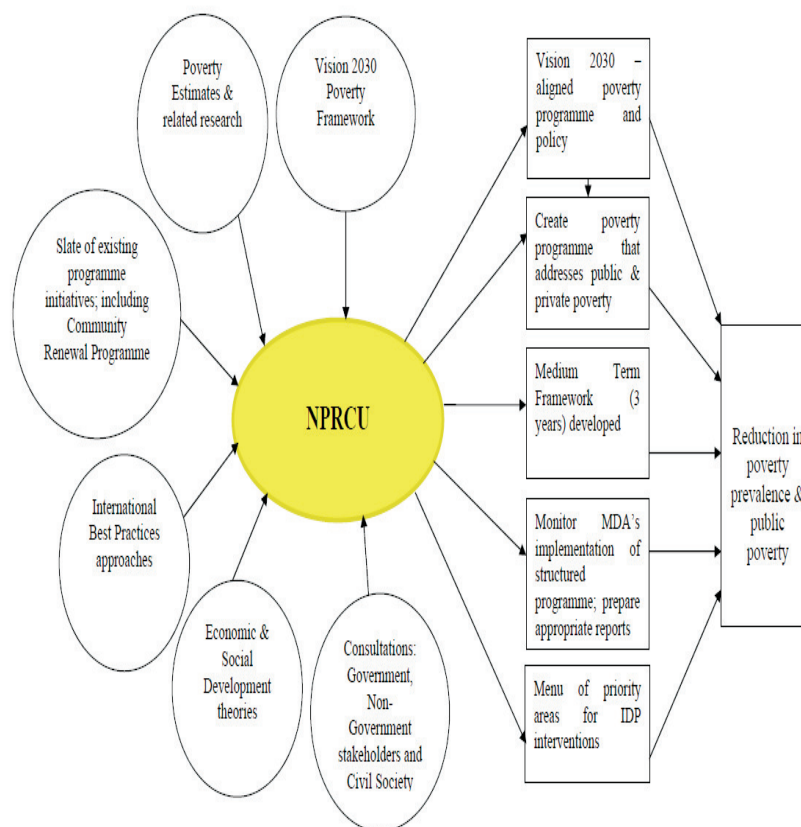 Poverty
Estimates &
related research
Vision 2030
Poverty
Framework
Slate of existing
programme
initiatives; including
Community
Renewal Programme
International
Best Practices
approaches
Economic &
Social
Development
theories
Consultations:
Government,
Non-
Government
stakeholders and
Civil Society
NPRCU
Vision 2030 –
aligned poverty
programme and
policy
Create poverty
programme that
addresses public &
private poverty
Medium Term
Framework (3
years) developed
Monitor MDA's
implementation of
structured
programme; prepare
appropriate reports
Menu of priority
areas for IDP
interventions
Reduction in
poverty
prevalence &
public
poverty